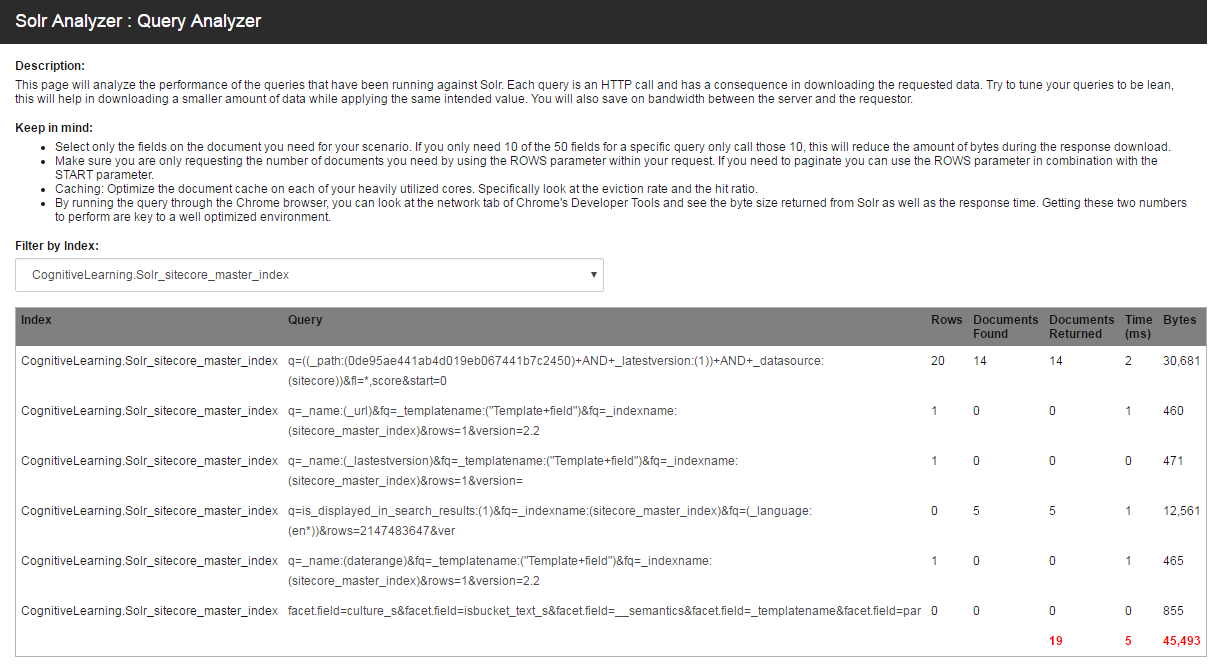 Solr Analyzer : Query Analyzer
Description:
This page will analyze the performance of the queries that have been running against Solr. Each query is an HTTP call and has a consequence in downloading the requested data. Try to tune your queries to be lean,
this will help in downloading a smaller amount of data while applying the same intended value. You will also save on bandwidth between the server and the requestor.
Keep in mind:
• Select only the fields on the document you need for your scenario. If you only need 10 of the 50 fields for a specific query only call those 10, this will reduce the amount of bytes during the response download.
• Make sure you are only requesting the number of documents you need by using the ROWS parameter within your request. If you need to paginate you can use the ROWS parameter in combination with the
START parameter.
• Caching: Optimize the document cache on each of your heavily utilized cores. Specifically look at the eviction rate and the hit ratio.
• By running the query through the Chrome browser, you can look at the network tab of Chrome's Developer Tools and see the byte size returned from Solr as well as the response time. Getting these two numbers
to perform are key to a well optimized environment.
Filter by Index:
CognitiveLearning.Solr_sitecore_master_index
Index Query Rows Documents Documents Time Bytes
Found Returned (ms)
CognitiveLearning.Solr_sitecore_master_index q=((_path:(0de95ae441ab4d019eb067441b7c2450)+AND+_latestversion:(1))+AND+_datasource: 20 14 14 2 30,681
(sitecore))&fl=*,score&start=0
CognitiveLearning.Solr_sitecore_master_index q=_name:(_url)&fq=_templatename:("Template+field")&fq=_indexname: 1 0 0 1 460
(sitecore_master_index)&rows=1&version=2.2
CognitiveLearning.Solr_sitecore_master_index q=_name:(_lastestversion)&fq=_templatename:("Template+field")&fq=_indexname: 1 0 0 0 471
(sitecore_master_index)&rows=1&version=
CognitiveLearning.Solr_sitecore_master_index q=is_displayed_in_search_results:(1)&fq=_indexname:(sitecore_master_index)&fq=(_language: 0 5 5 1 12,561
(en*))&rows=2147483647&ver
CognitiveLearning.Solr_sitecore_master_index q=_name:(daterange)&fq=_templatename:("Template+field")&fq=_indexname: 1 0 0 1 465
(sitecore_master_index)&rows=1&version=2.2
CognitiveLearning.Solr_sitecore_master_index facet.field=culture_s&facet.field=isbucket_text_s&facet.field=__semantics&facet.field=_templatename&facet.field=par 0 0 0 0 855
19 5 45,493